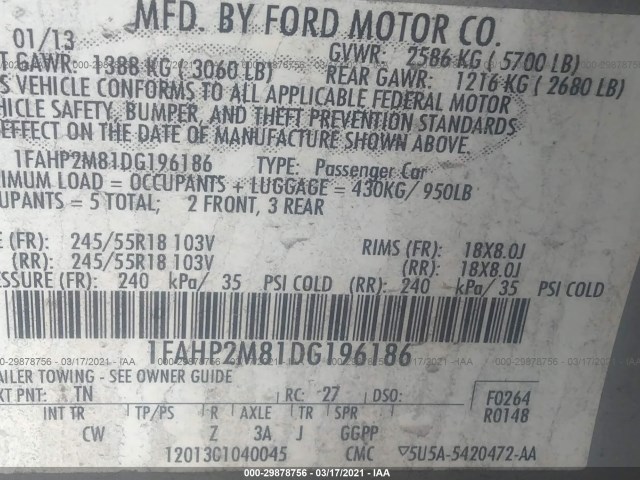 MFD. BY FORD MOTOR CO.
01/13
GVWR: 2586 KG ( 5700 LB)
GAWR: 1388 KG ( 3060 LB)
REAR GAWR: 1216 KG ( 2680 LB)
VEHICLE CONFORMS TO ALL APPLICABLE FEDERAL MOTOR
HICLE SAFETY, BUMPER, AND THEFT PREVENTION STANDARDS
EFFECT ON THE DATE OF MANUFACTURE SHOWN ABOVE.
1FAHP2M81DG196186 TYPE: Passenger Car
IMUM LOAD = OCCUPANTS + LUGGAGE = 430KG/ 950LB
UPANTS = 5 TOTAL; 2 FRONT, 3 REAR
E (FR): 245/55R18 103V RIMS (FR): 18X8.0J
(RR): 245/55R18 103V (RR): 18X8.0J
ESSURE (FR): 240 kPa/ 35 PSI COLD (RR): 240 kPa/ 35 PSI COLD
000-29878756 - 03/17/2021 - IAA
1FAHP2M81DG196186
AILER TOWING - SEE OWNER GUIDE
XT PNT: TN RC: 27 DSO: F0264
INT TR TP/PS R AXLE TR SPR R0148
CW Z 3A J GGPP
12013G1040045 CMC ▽5U5A-5420472-AA
000-29878756 - 03/17/2021 - IAA